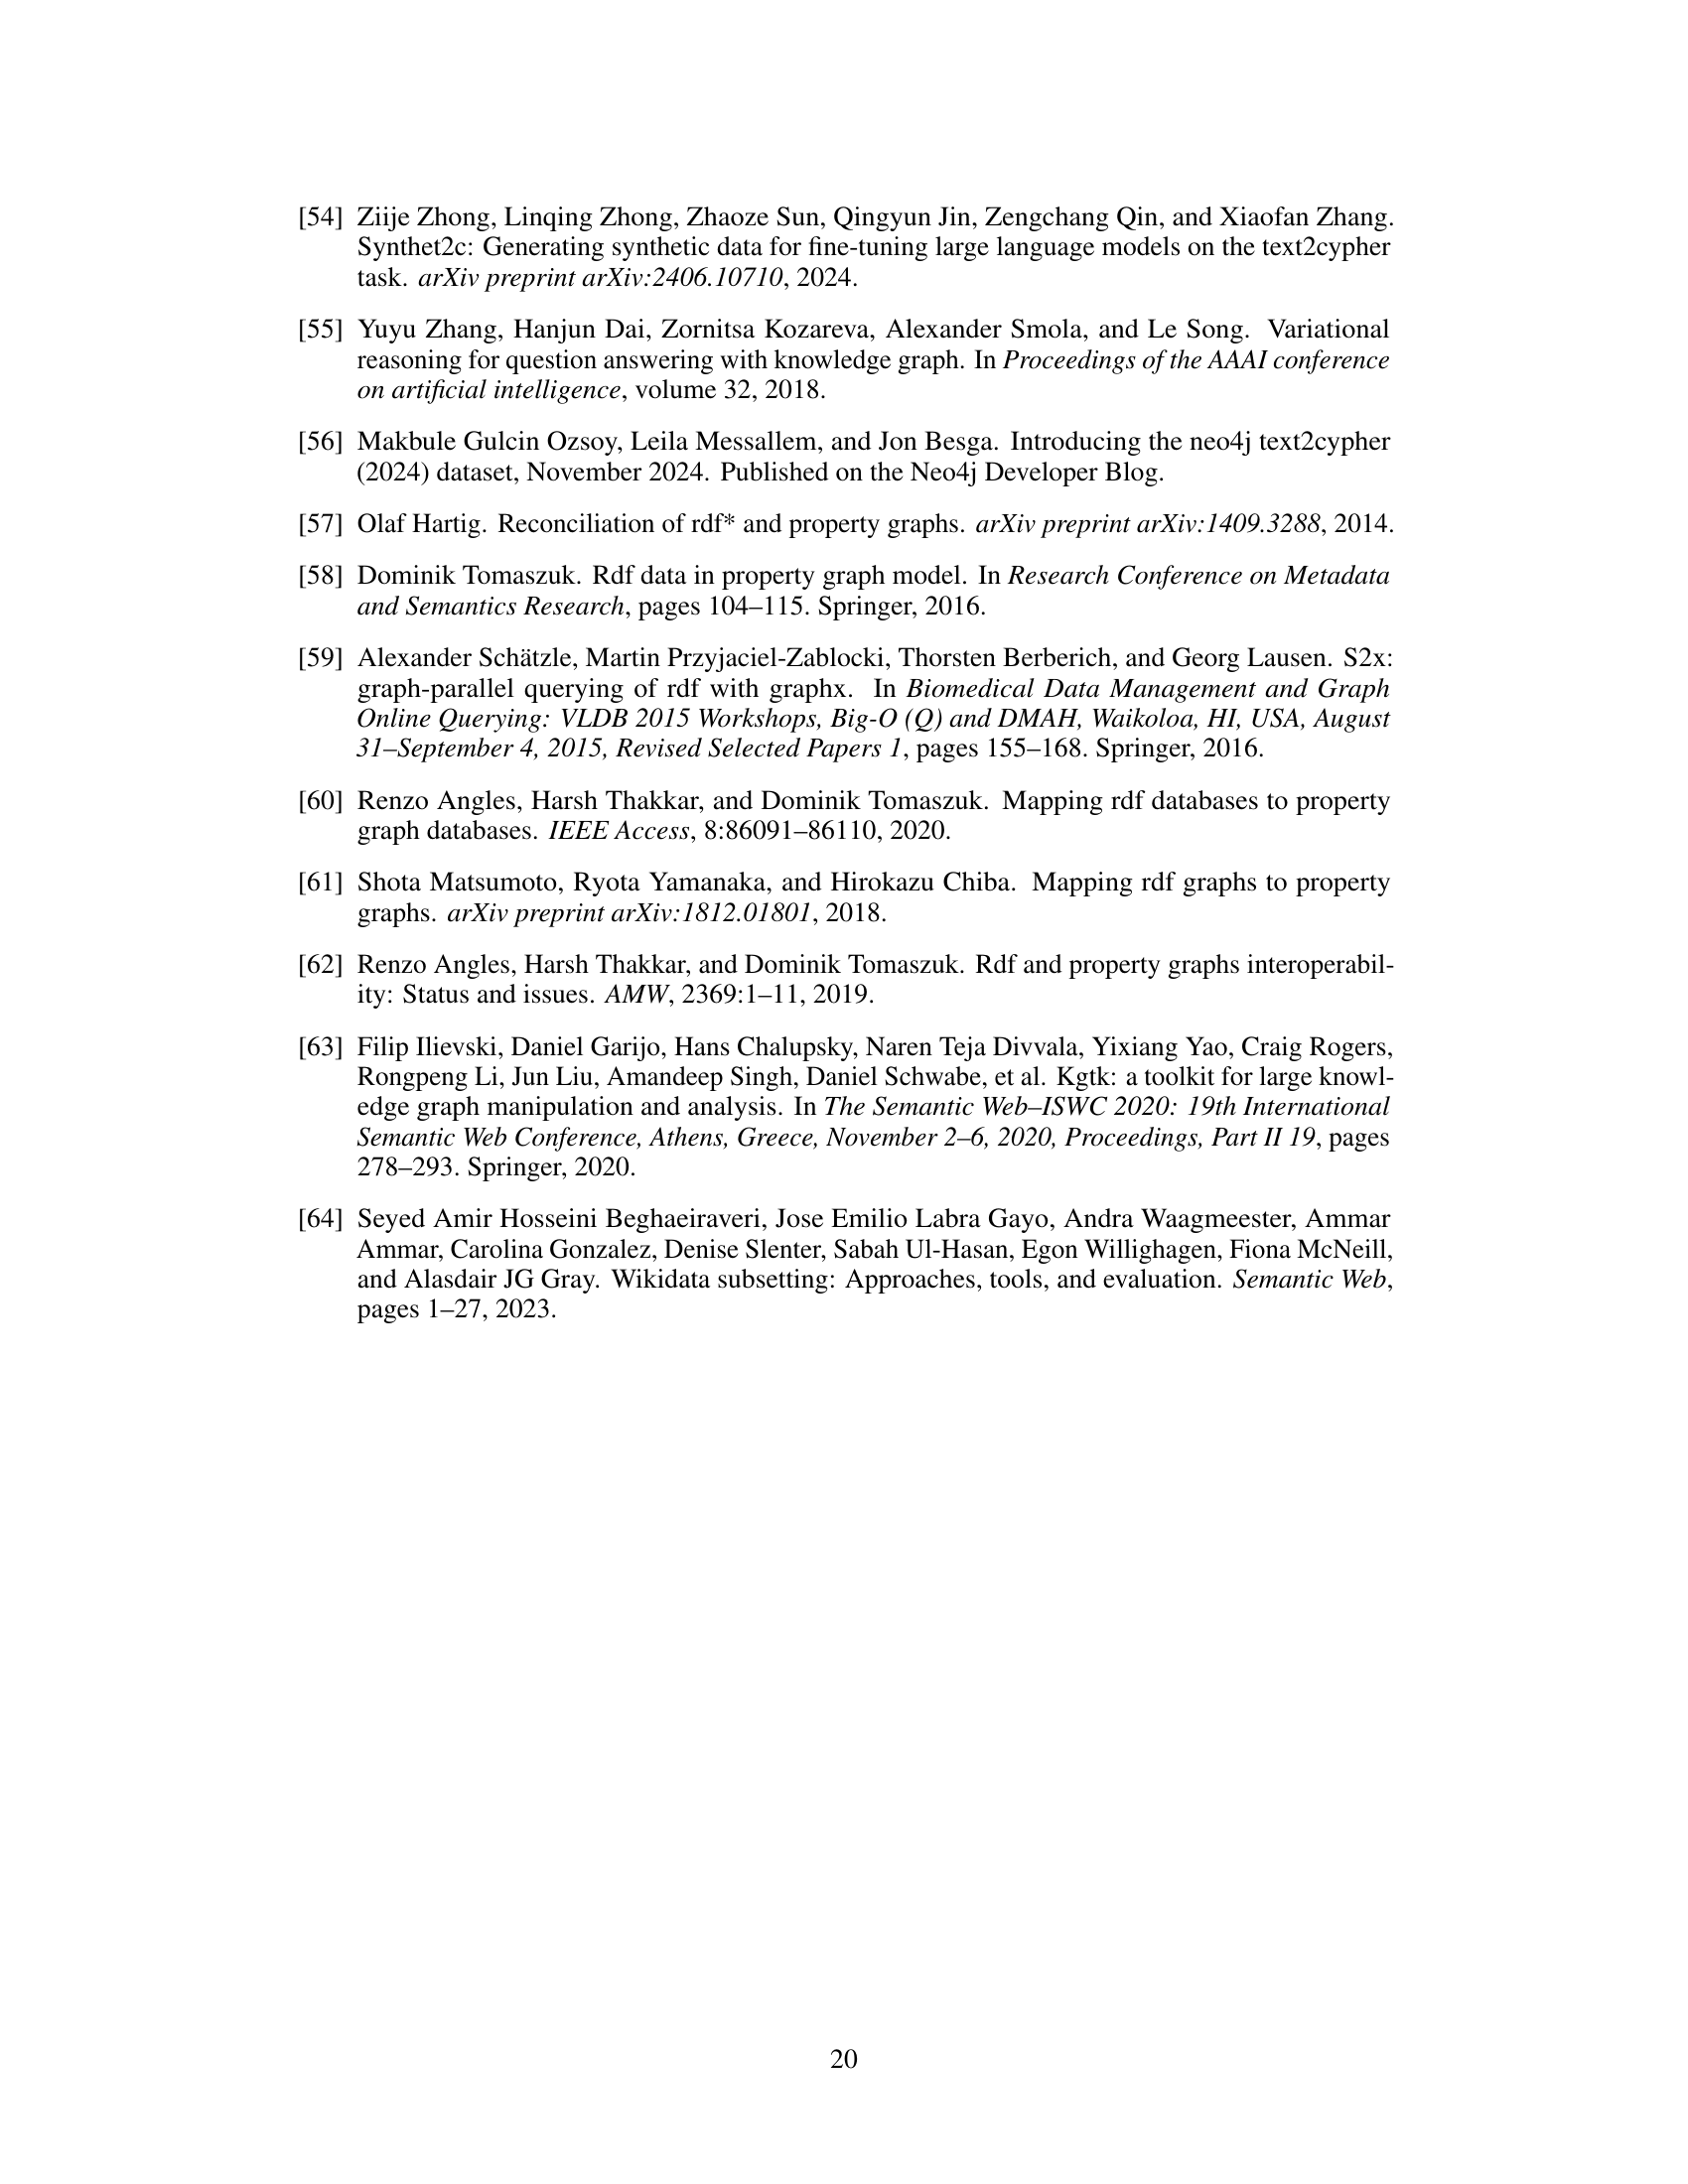 [54] Ziije Zhong, Linqing Zhong, Zhaoze Sun, Qingyun Jin, Zengchang Qin, and Xiaofan Zhang.
Synthet2c: Generating synthetic data for fine-tuning large language models on the text2cypher
task. arXiv preprint arXiv:2406.10710, 2024.
[55] Yuyu Zhang, Hanjun Dai, Zornitsa Kozareva, Alexander Smola, and Le Song. Variational
reasoning for question answering with knowledge graph. In Proceedings of the AAAI conference
on artificial intelligence, volume 32, 2018.
[56] Makbule Gulcin Ozsoy, Leila Messallem, and Jon Besga. Introducing the neo4j text2cypher
(2024) dataset, November 2024. Published on the Neo4j Developer Blog.
[57] Olaf Hartig. Reconciliation of rdf* and property graphs. arXiv preprint arXiv:1409.3288, 2014.
[58] Dominik Tomaszuk. Rdf data in property graph model. In Research Conference on Metadata
and Semantics Research, pages 104–115. Springer, 2016.
[59] Alexander Schätzle, Martin Przyjaciel-Zablocki, Thorsten Berberich, and Georg Lausen. S2x:
graph-parallel querying of rdf with graphx. In Biomedical Data Management and Graph
Online Querying: VLDB 2015 Workshops, Big-O (Q) and DMAH, Waikoloa, HI, USA, August
31–September 4, 2015, Revised Selected Papers 1, pages 155–168. Springer, 2016.
[60] Renzo Angles, Harsh Thakkar, and Dominik Tomaszuk. Mapping rdf databases to property
graph databases. IEEE Access, 8:86091–86110, 2020.
[61] Shota Matsumoto, Ryota Yamanaka, and Hirokazu Chiba. Mapping rdf graphs to property
graphs. arXiv preprint arXiv:1812.01801, 2018.
[62] Renzo Angles, Harsh Thakkar, and Dominik Tomaszuk. Rdf and property graphs interoperabil-
ity: Status and issues. AMW, 2369:1–11, 2019.
[63] Filip Ilievski, Daniel Garijo, Hans Chalupsky, Naren Teja Divvala, Yixiang Yao, Craig Rogers,
Rongpeng Li, Jun Liu, Amandeep Singh, Daniel Schwabe, et al. Kgtk: a toolkit for large knowl-
edge graph manipulation and analysis. In The Semantic Web–ISWC 2020: 19th International
Semantic Web Conference, Athens, Greece, November 2–6, 2020, Proceedings, Part II 19, pages
278–293. Springer, 2020.
[64] Seyed Amir Hosseini Beghaeiraveri, Jose Emilio Labra Gayo, Andra Waagmeester, Ammar
Ammar, Carolina Gonzalez, Denise Slenter, Sabah Ul-Hasan, Egon Willighagen, Fiona McNeill,
and Alasdair JG Gray. Wikidata subsetting: Approaches, tools, and evaluation. Semantic Web,
pages 1–27, 2023.
20